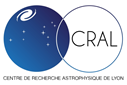 CRAL
CENTRE DE RECHERCHE ASTROPHYSIQUE DE LYON